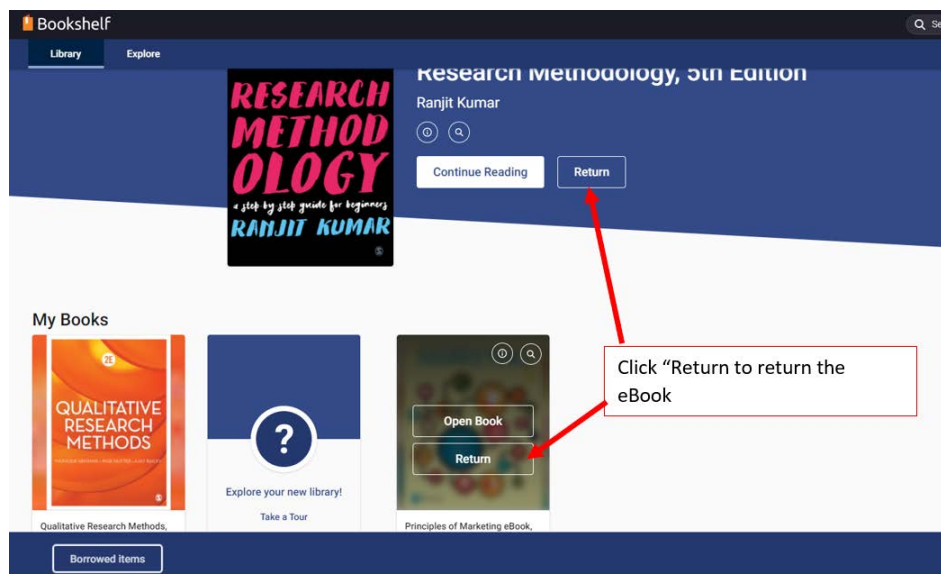 Bookshelf
Se
Library
Explore
Research Methodology, 5th Edition
Ranjit Kumar
Continue Reading
Return
RESEARCH
METHOD
OLOGY
a step by step guide for beginners
RANJIT KUMAR
My Books
2E
QUALITATIVE
RESEARCH
METHODS
Qualitative Research Methods,
?
Explore your new library!
Take a Tour
Open Book
Return
Principles of Marketing eBook,
Click “Return to return the
eBook
Borrowed items